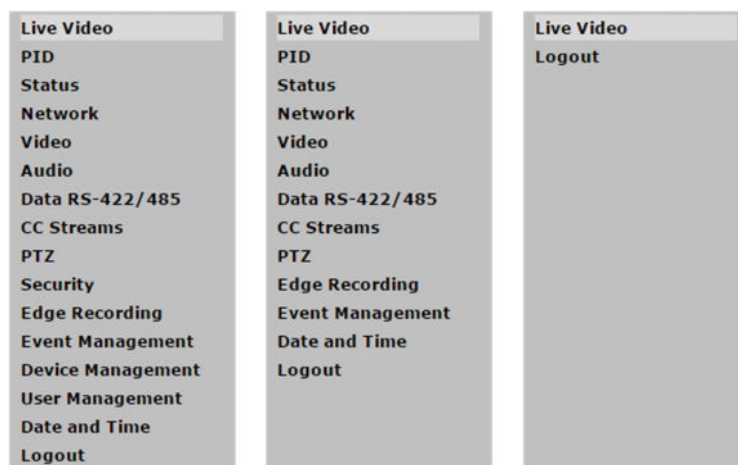 Live Video
PID
Status
Network
Video
Audio
Data RS-422/485
CC Streams
PTZ
Security
Edge Recording
Event Management
Device Management
User Management
Date and Time
Logout
Live Video
PID
Status
Network
Video
Audio
Data RS-422/485
CC Streams
PTZ
Edge Recording
Event Management
Date and Time
Logout
Live Video
Logout